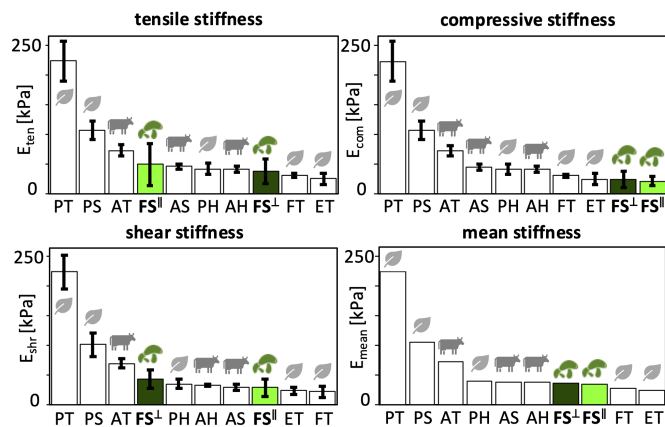 tensile stiffness
250
E_ten [kPa]
0
PT PS AT FS∥ AS PH AH FS⊥ FT ET
compressive stiffness
250
E_com [kPa]
0
PT PS AT AS PH AH FT ET FS⊥ FS∥
shear stiffness
250
E_shr [kPa]
0
PT PS AT FS⊥ PH AH AS FS∥ ET FT
mean stiffness
250
E_mean [kPa]
0
PT PS AT PH AS AH FS⊥ FS∥ FT ET